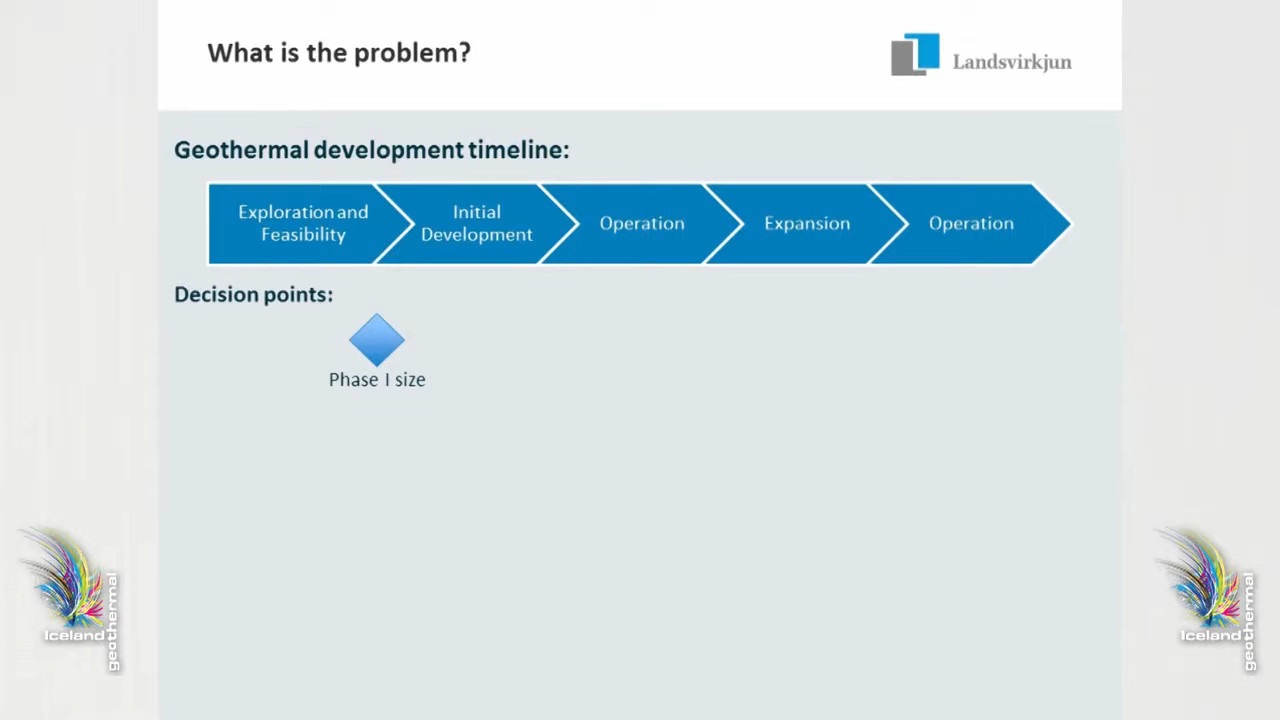 What is the problem?
Landsvirkjun
Geothermal development timeline:
Exploration and
Feasibility
Initial
Development
Operation
Expansion
Operation
Decision points:
Phase I size
Iceland
geothermal
Iceland
geothermal